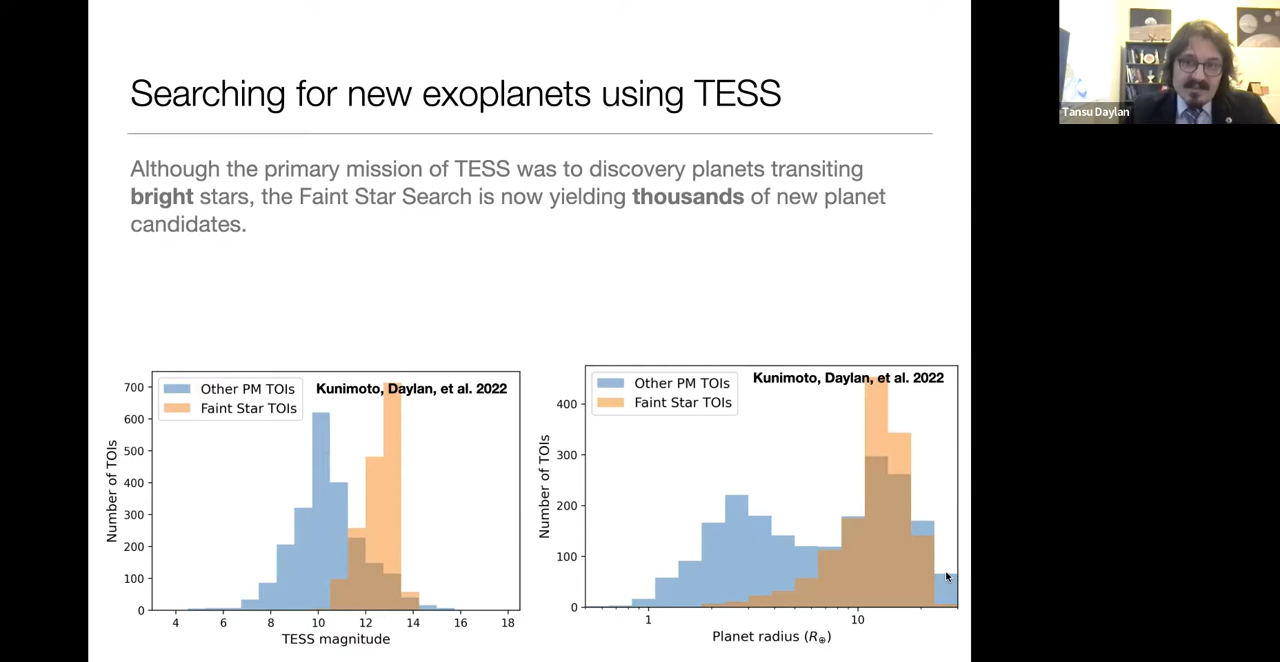 Searching for new exoplanets using TESS
Tansu Daylan
Although the primary mission of TESS was to discovery planets transiting
bright stars, the Faint Star Search is now yielding thousands of new planet
candidates.
Other PM TOIs
Faint Star TOIs
Kunimoto, Daylan, et al. 2022
700
600
500
400
300
200
100
0
Number of TOIs
4 6 8 10 12 14 16 18
TESS magnitude
Other PM TOIs
Faint Star TOIs
Kunimoto, Daylan, et al. 2022
400
300
200
100
0
Number of TOIs
1 10
Planet radius (R⊕)